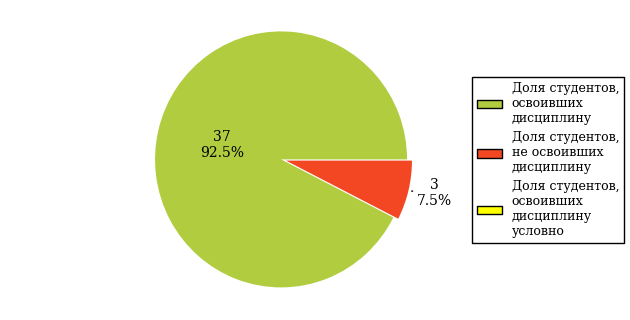 37
92.5%
3
7.5%
Доля студентов,
освоивших
дисциплину
Доля студентов,
не освоивших
дисциплину
Доля студентов,
освоивших
дисциплину
условно